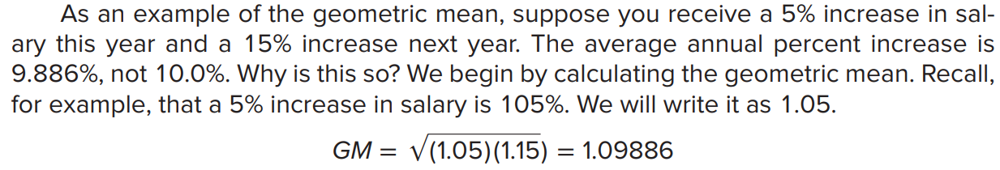 As an example of the geometric mean, suppose you receive a 5% increase in sal-
ary this year and a 15% increase next year. The average annual percent increase is
9.886%, not 10.0%. Why is this so? We begin by calculating the geometric mean. Recall,
for example, that a 5% increase in salary is 105%. We will write it as 1.05.
GM = √(1.05)(1.15) = 1.09886